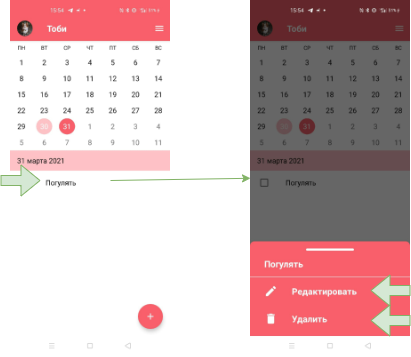 15:54
Тоби
ПН ВТ СР ЧТ ПТ СБ ВС
1 2 3 4 5 6 7
8 9 10 11 12 13 14
15 16 17 18 19 20 21
22 23 24 25 26 27 28
29 30 31 1 2 3 4
5 6 7 8 9 10 11
31 марта 2021
Погулять
+
15:54
Тоби
ПН ВТ СР ЧТ ПТ СБ ВС
1 2 3 4 5 6 7
8 9 10 11 12 13 14
15 16 17 18 19 20 21
22 23 24 25 26 27 28
29 30 31 1 2 3 4
5 6 7 8 9 10 11
31 марта 2021
Погулять
Погулять
Редактировать
Удалить